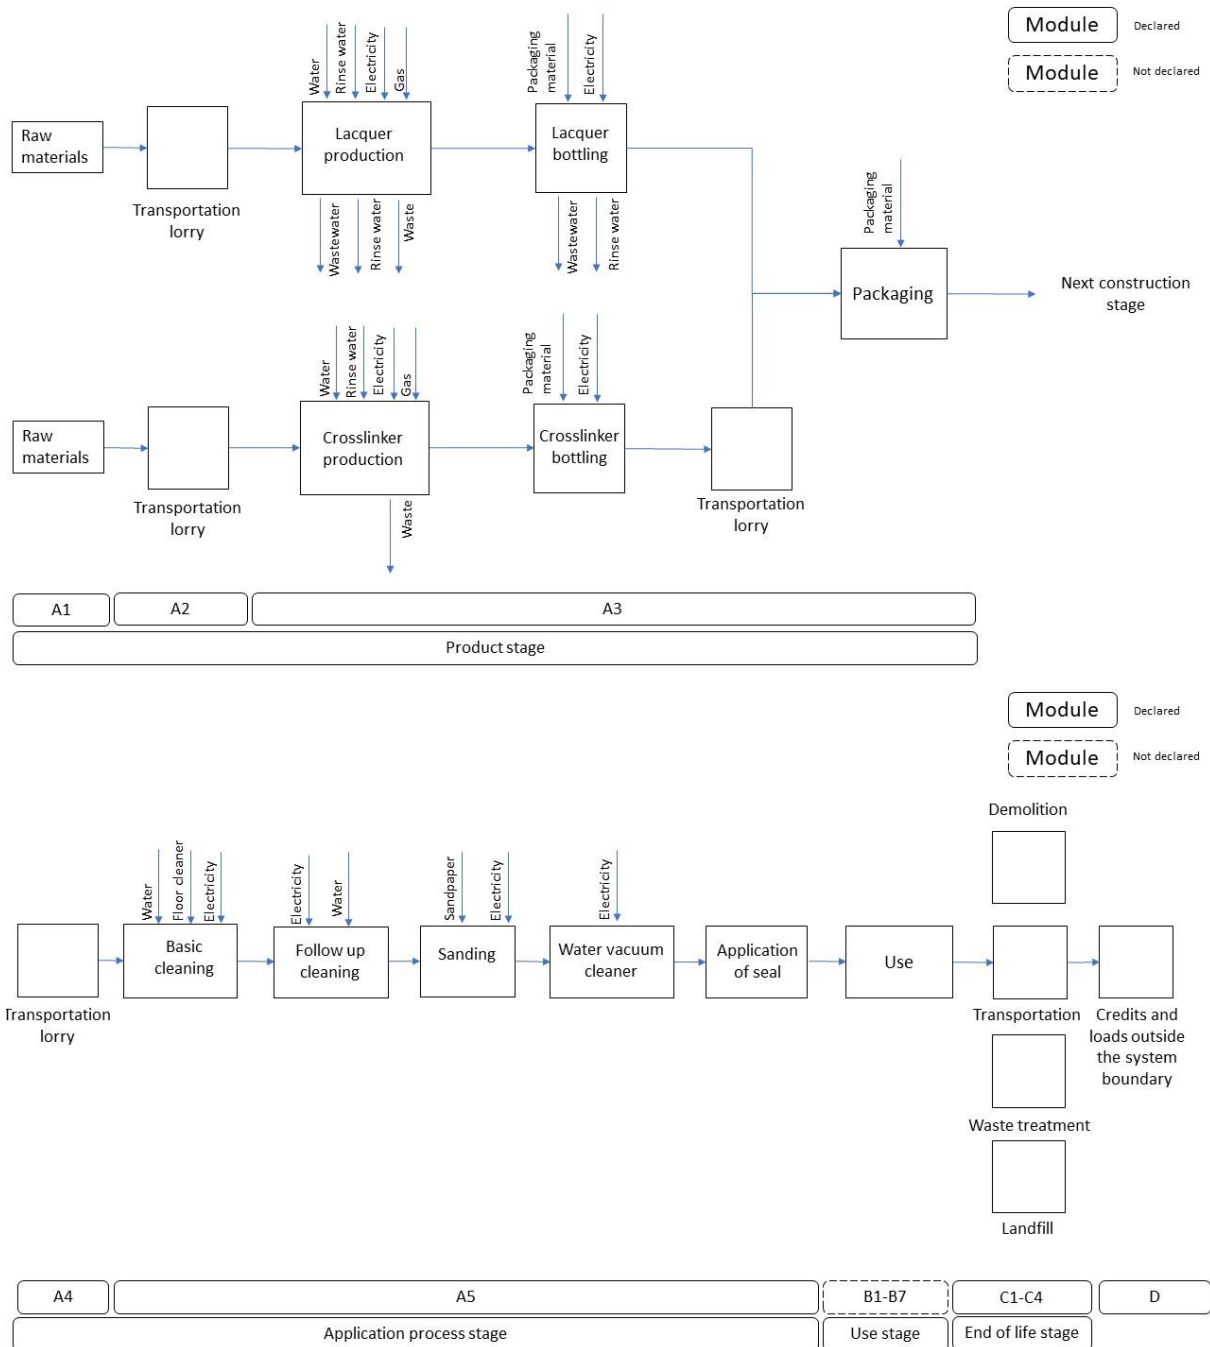 Module Declared
Module Not declared
Water
Rinse water
Electricity
Gas
Packaging
material
Electricity
Raw
materials
Transportation
lorry
Lacquer
production
Lacquer
bottling
Wastewater
Rinse water
Waste
Wastewater
Rinse water
Packaging
material
Packaging
Next construction
stage
Water
Rinse water
Electricity
Gas
Packaging
material
Electricity
Raw
materials
Transportation
lorry
Crosslinker
production
Crosslinker
bottling
Transportation
lorry
Waste
A1 A2 A3
Product stage
Module Declared
Module Not declared
Demolition
Water
Floor cleaner
Electricity
Electricity
Water
Sandpaper
Electricity
Electricity
Transportation
lorry
Basic
cleaning
Follow up
cleaning
Sanding
Water vacuum
cleaner
Application
of seal
Use
Transportation
Credits and
loads outside
the system
boundary
Waste treatment
Landfill
A4 A5 B1-B7 C1-C4 D
Application process stage Use stage End of life stage